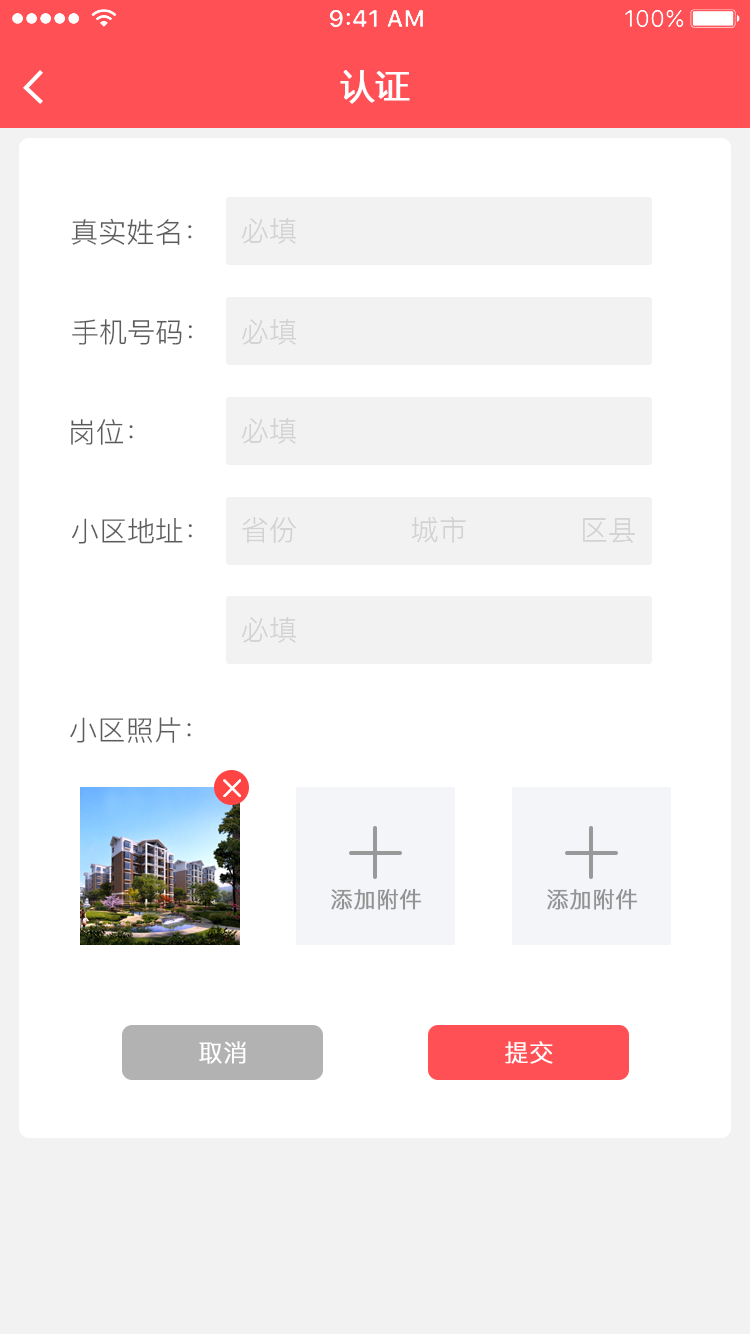 9:41 AM 100%
认证
真实姓名： 必填
手机号码： 必填
岗位： 必填
小区地址： 省份 城市 区县
必填
小区照片：
添加附件 添加附件
取消 提交